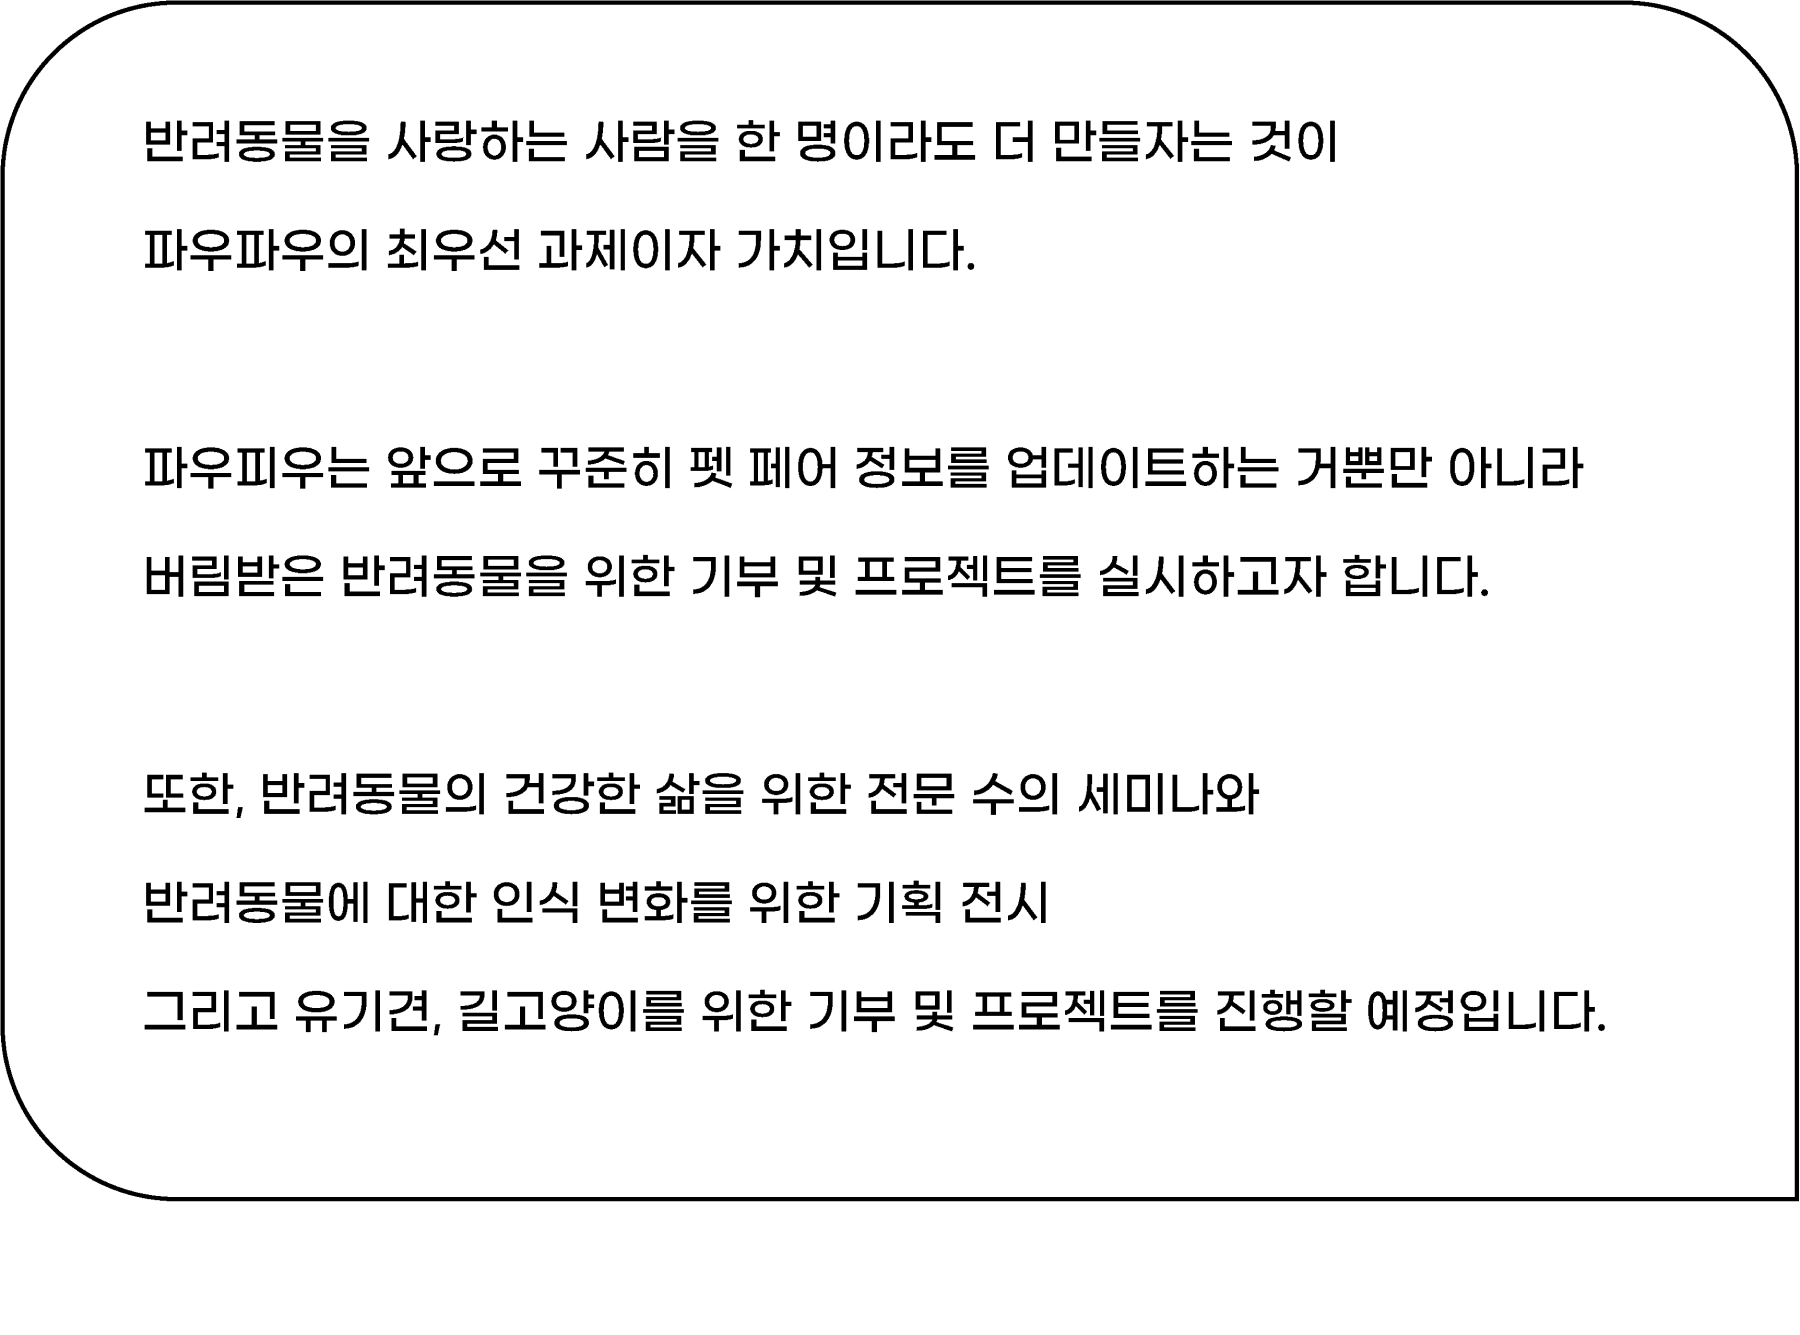 반려동물을 사랑하는 사람을 한 명이라도 더 만들자는 것이
파우파우의 최우선 과제이자 가치입니다.
파우피우는 앞으로 꾸준히 펫 페어 정보를 업데이트하는 거뿐만 아니라
버림받은 반려동물을 위한 기부 및 프로젝트를 실시하고자 합니다.
또한, 반려동물의 건강한 삶을 위한 전문 수의 세미나와
반려동물에 대한 인식 변화를 위한 기획 전시
그리고 유기견, 길고양이를 위한 기부 및 프로젝트를 진행할 예정입니다.